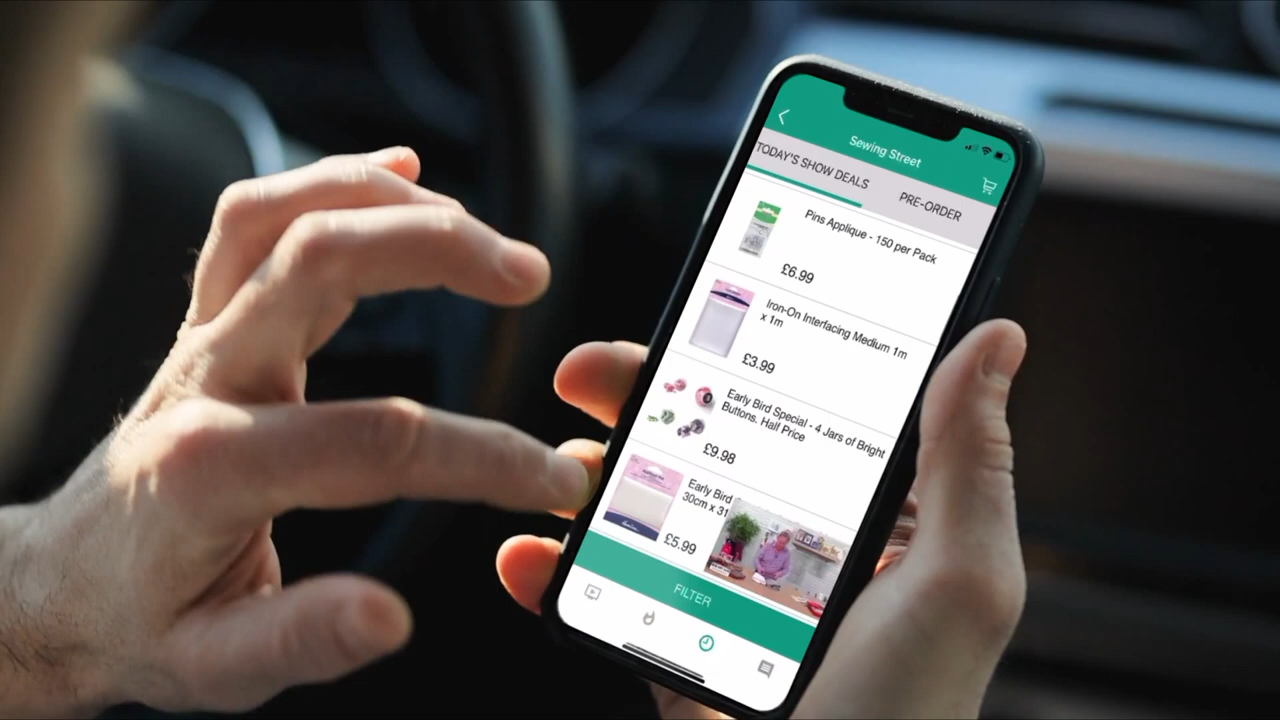 Sewing Street
TODAY'S SHOW DEALS
PRE-ORDER
Pins Applique - 150 per Pack
£6.99
Iron-On Interfacing Medium 1m
x 1m
£3.99
Early Bird Special - 4 Jars of Bright
Buttons. Half Price
£9.98
Early Bird
30cm x 31
£5.99
FILTER